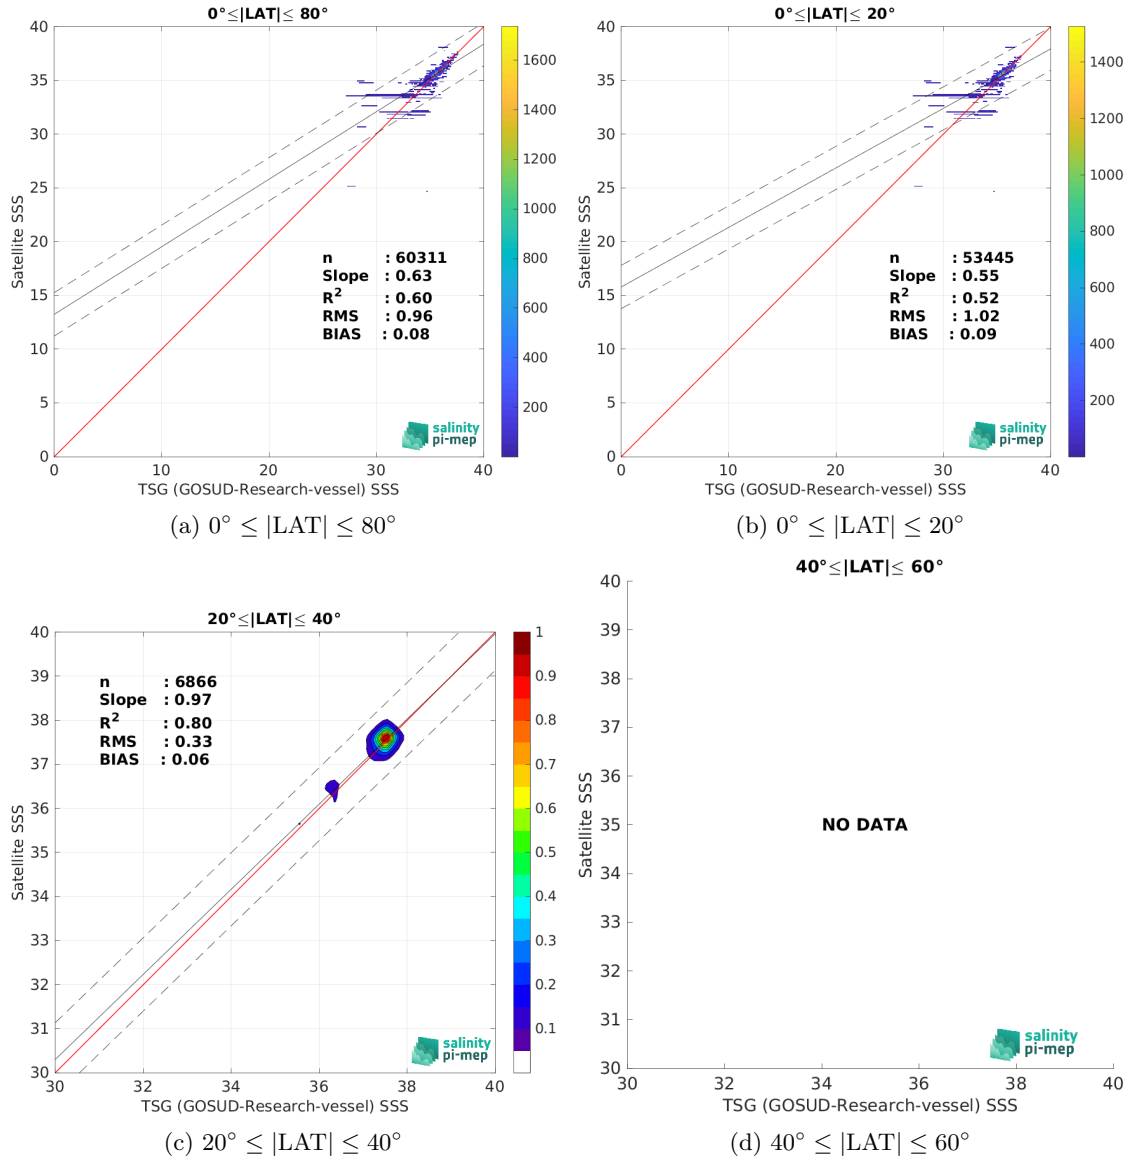 0°≤|LAT|≤ 80°
40
35
30
25
20
15
10
5
0
Satellite SSS
n : 60311
Slope : 0.63
R² : 0.60
RMS : 0.96
BIAS : 0.08
salinity
pi-mep
0 10 20 30 40
TSG (GOSUD-Research-vessel) SSS
1600
1400
1200
1000
800
600
400
200
(a) 0° ≤ |LAT| ≤ 80°
0°≤|LAT|≤ 20°
40
35
30
25
20
15
10
5
0
Satellite SSS
n : 53445
Slope : 0.55
R² : 0.52
RMS : 1.02
BIAS : 0.09
salinity
pi-mep
0 10 20 30 40
TSG (GOSUD-Research-vessel) SSS
1400
1200
1000
800
600
400
200
(b) 0° ≤ |LAT| ≤ 20°
20°≤|LAT|≤ 40°
40
39
38
37
36
35
34
33
32
31
30
Satellite SSS
n : 6866
Slope : 0.97
R² : 0.80
RMS : 0.33
BIAS : 0.06
salinity
pi-mep
30 32 34 36 38 40
TSG (GOSUD-Research-vessel) SSS
1
0.9
0.8
0.7
0.6
0.5
0.4
0.3
0.2
0.1
(c) 20° ≤ |LAT| ≤ 40°
40°≤|LAT|≤ 60°
40
39
38
37
36
35
34
33
32
31
30
Satellite SSS
NO DATA
salinity
pi-mep
30 32 34 36 38 40
TSG (GOSUD-Research-vessel) SSS
(d) 40° ≤ |LAT| ≤ 60°